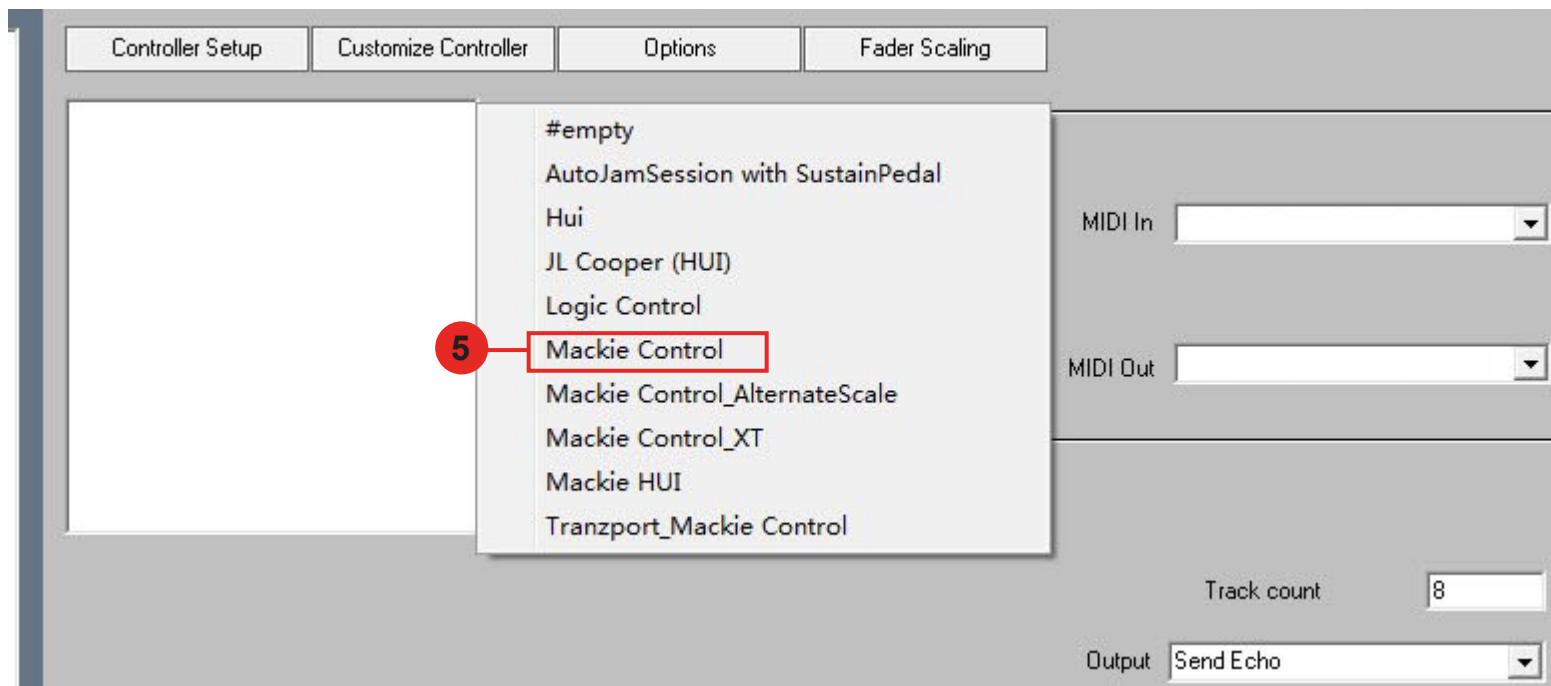 Controller Setup
Customize Controller
Options
Fader Scaling
#empty
AutoJamSession with SustainPedal
Hui
JL Cooper (HUI)
Logic Control
5
Mackie Control
Mackie Control_AlternateScale
Mackie Control_XT
Mackie HUI
Tranzport_Mackie Control
MIDI In
MIDI Out
Track count 8
Output Send Echo